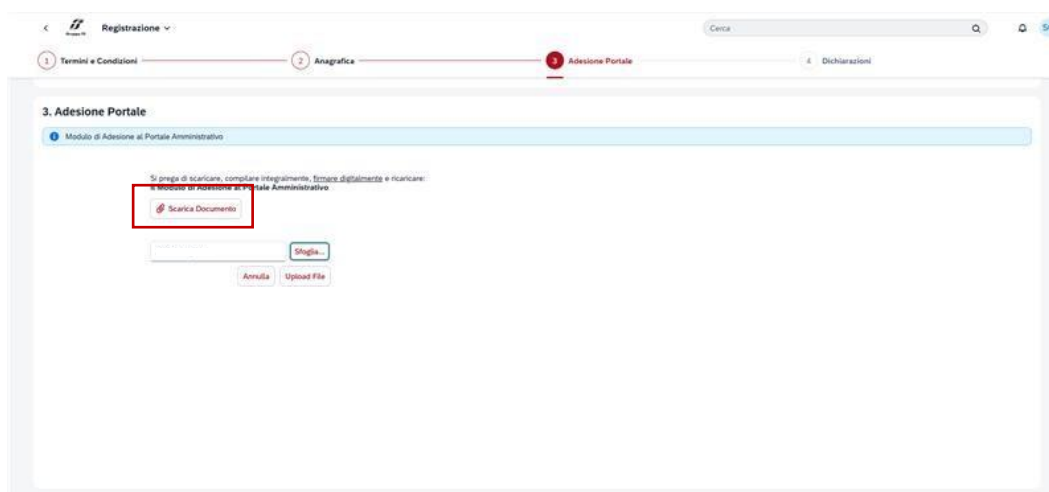 Registrazione
Cerca
1 Termini e Condizioni
2 Anagrafica
3 Adesione Portale
4 Dichiarazioni
3. Adesione Portale
Modulo di Adesione al Portale Amministrativo
Si prega di scaricare, compilare integralmente, firmare digitalmente e ricaricare:
il Modulo di Adesione al Portale Amministrativo
Scarica Documento
Sfoglia...
Annulla Upload File